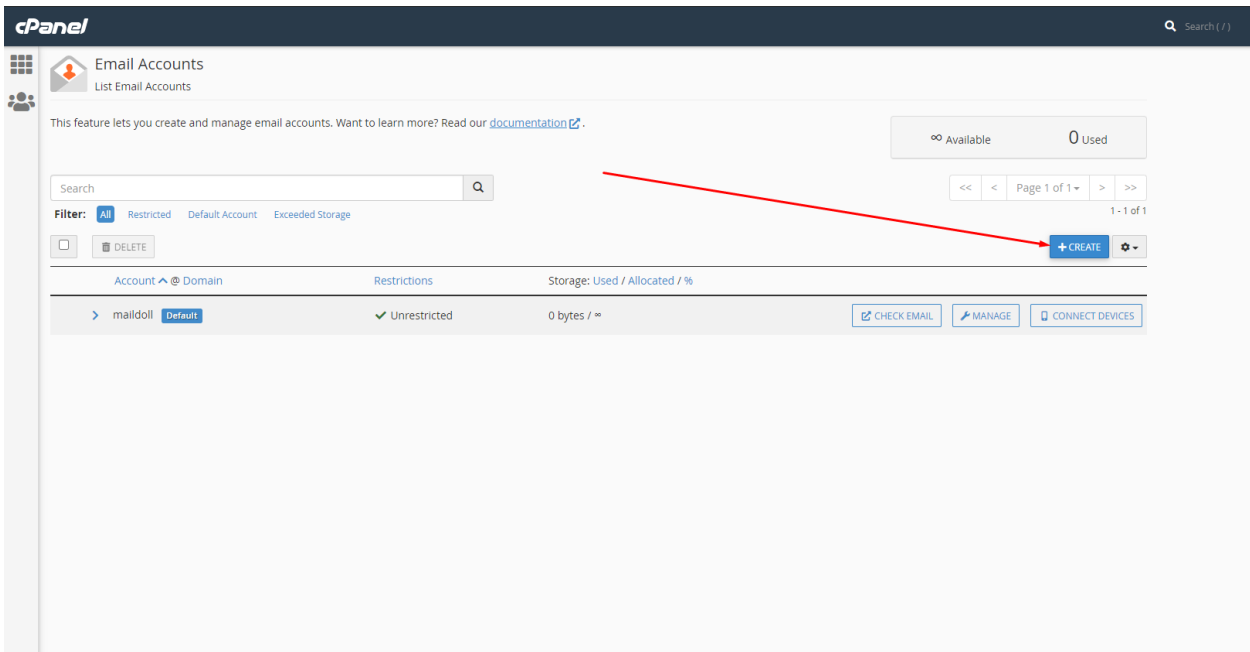 cPanel
Search ( / )
Email Accounts
List Email Accounts
This feature lets you create and manage email accounts. Want to learn more? Read our documentation.
∞ Available 0 Used
Search
<< < Page 1 of 1 > >>
Filter: All Restricted Default Account Exceeded Storage
1 - 1 of 1
DELETE
+ CREATE
Account @ Domain Restrictions Storage: Used / Allocated / %
maildoll Default Unrestricted 0 bytes / ∞ CHECK EMAIL MANAGE CONNECT DEVICES